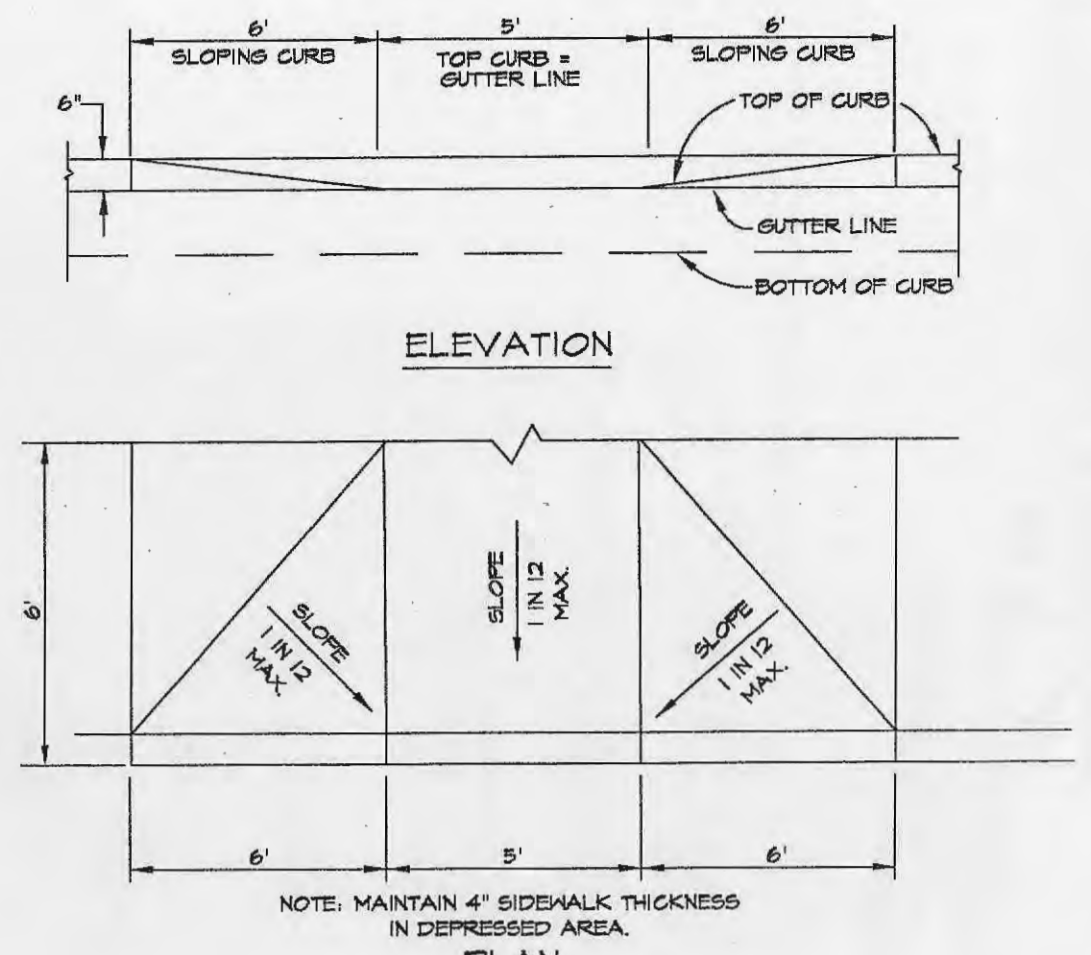 6' 5' 6'
SLOPING CURB TOP CURB = SLOPING CURB
GUTTER LINE
6" TOP OF CURB
GUTTER LINE
BOTTOM OF CURB
ELEVATION
6'
SLOPE
1 IN 12
MAX.
SLOPE
1 IN 12
MAX.
SLOPE
1 IN 12
MAX.
6' 5' 6'
NOTE: MAINTAIN 4" SIDEWALK THICKNESS
IN DEPRESSED AREA.
PLAN